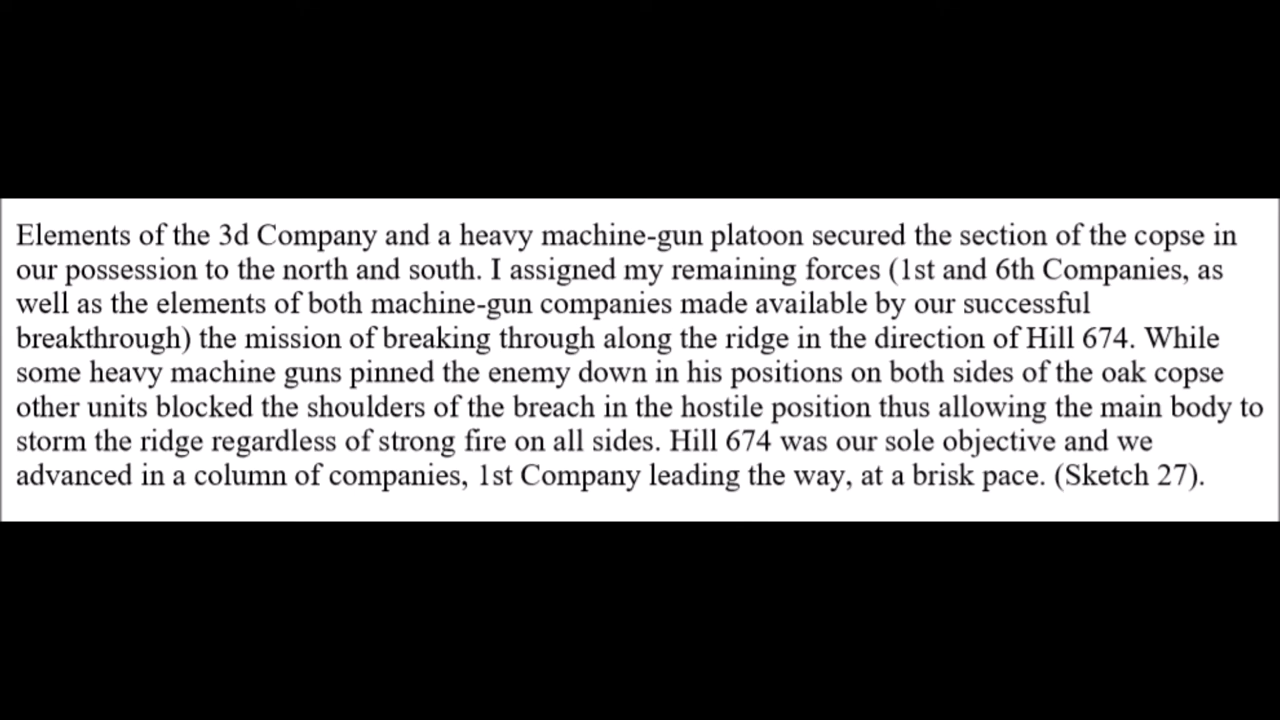 Elements of the 3d Company and a heavy machine-gun platoon secured the section of the copse in
our possession to the north and south. I assigned my remaining forces (1st and 6th Companies, as
well as the elements of both machine-gun companies made available by our successful
breakthrough) the mission of breaking through along the ridge in the direction of Hill 674. While
some heavy machine guns pinned the enemy down in his positions on both sides of the oak copse
other units blocked the shoulders of the breach in the hostile position thus allowing the main body to
storm the ridge regardless of strong fire on all sides. Hill 674 was our sole objective and we
advanced in a column of companies, 1st Company leading the way, at a brisk pace. (Sketch 27).